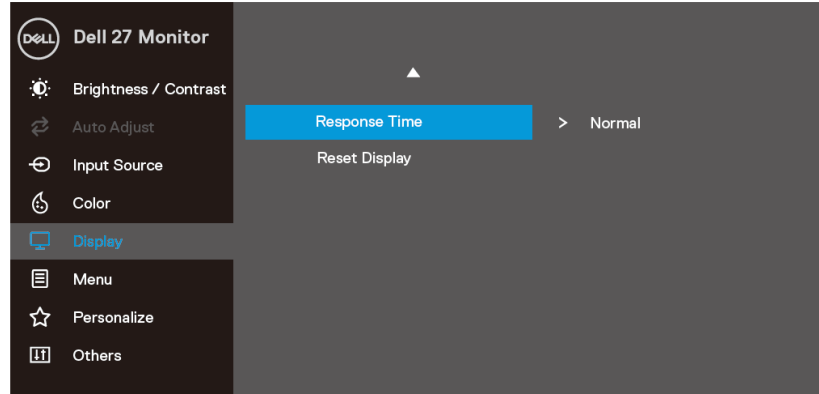 DELL
Dell 27 Monitor
Brightness / Contrast
Auto Adjust
Response Time > Normal
Input Source
Reset Display
Color
Display
Menu
Personalize
Others